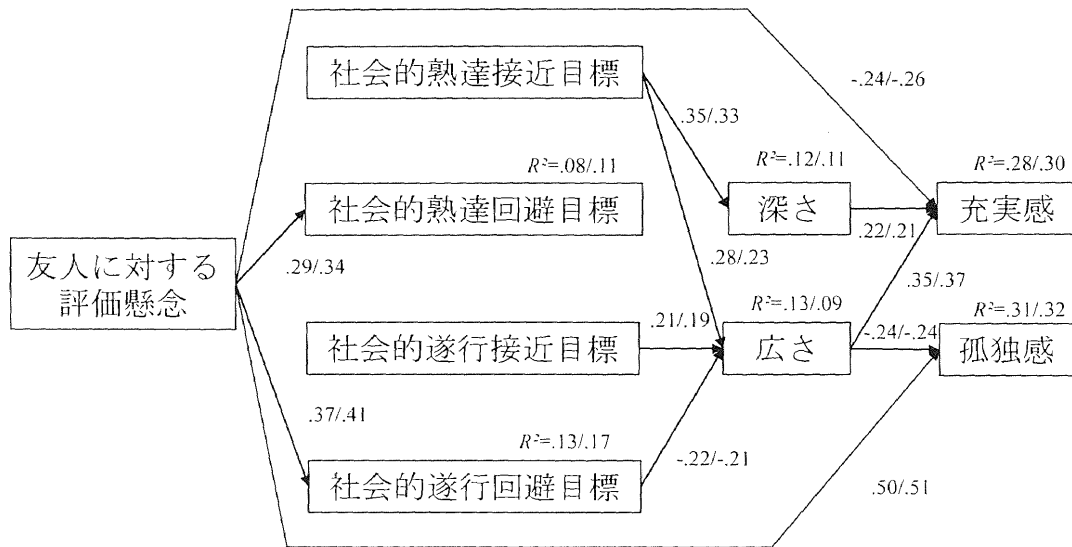 社会的熟達接近目標
-.24/-.26
.35/.33
R²=.08/.11
R²=.12/.11
R²=.28/.30
社会的熟達回避目標
深さ
充実感
.22/.21
友人に対する
評価懸念
.29/.34
.28/.23
.35/.37
R²=.13/.09
R²=.31/.32
.21/.19
-.24/-.24
社会的遂行接近目標
広さ
孤独感
.37/.41
R²=.13/.17
-.22/-.21
社会的遂行回避目標
.50/.51